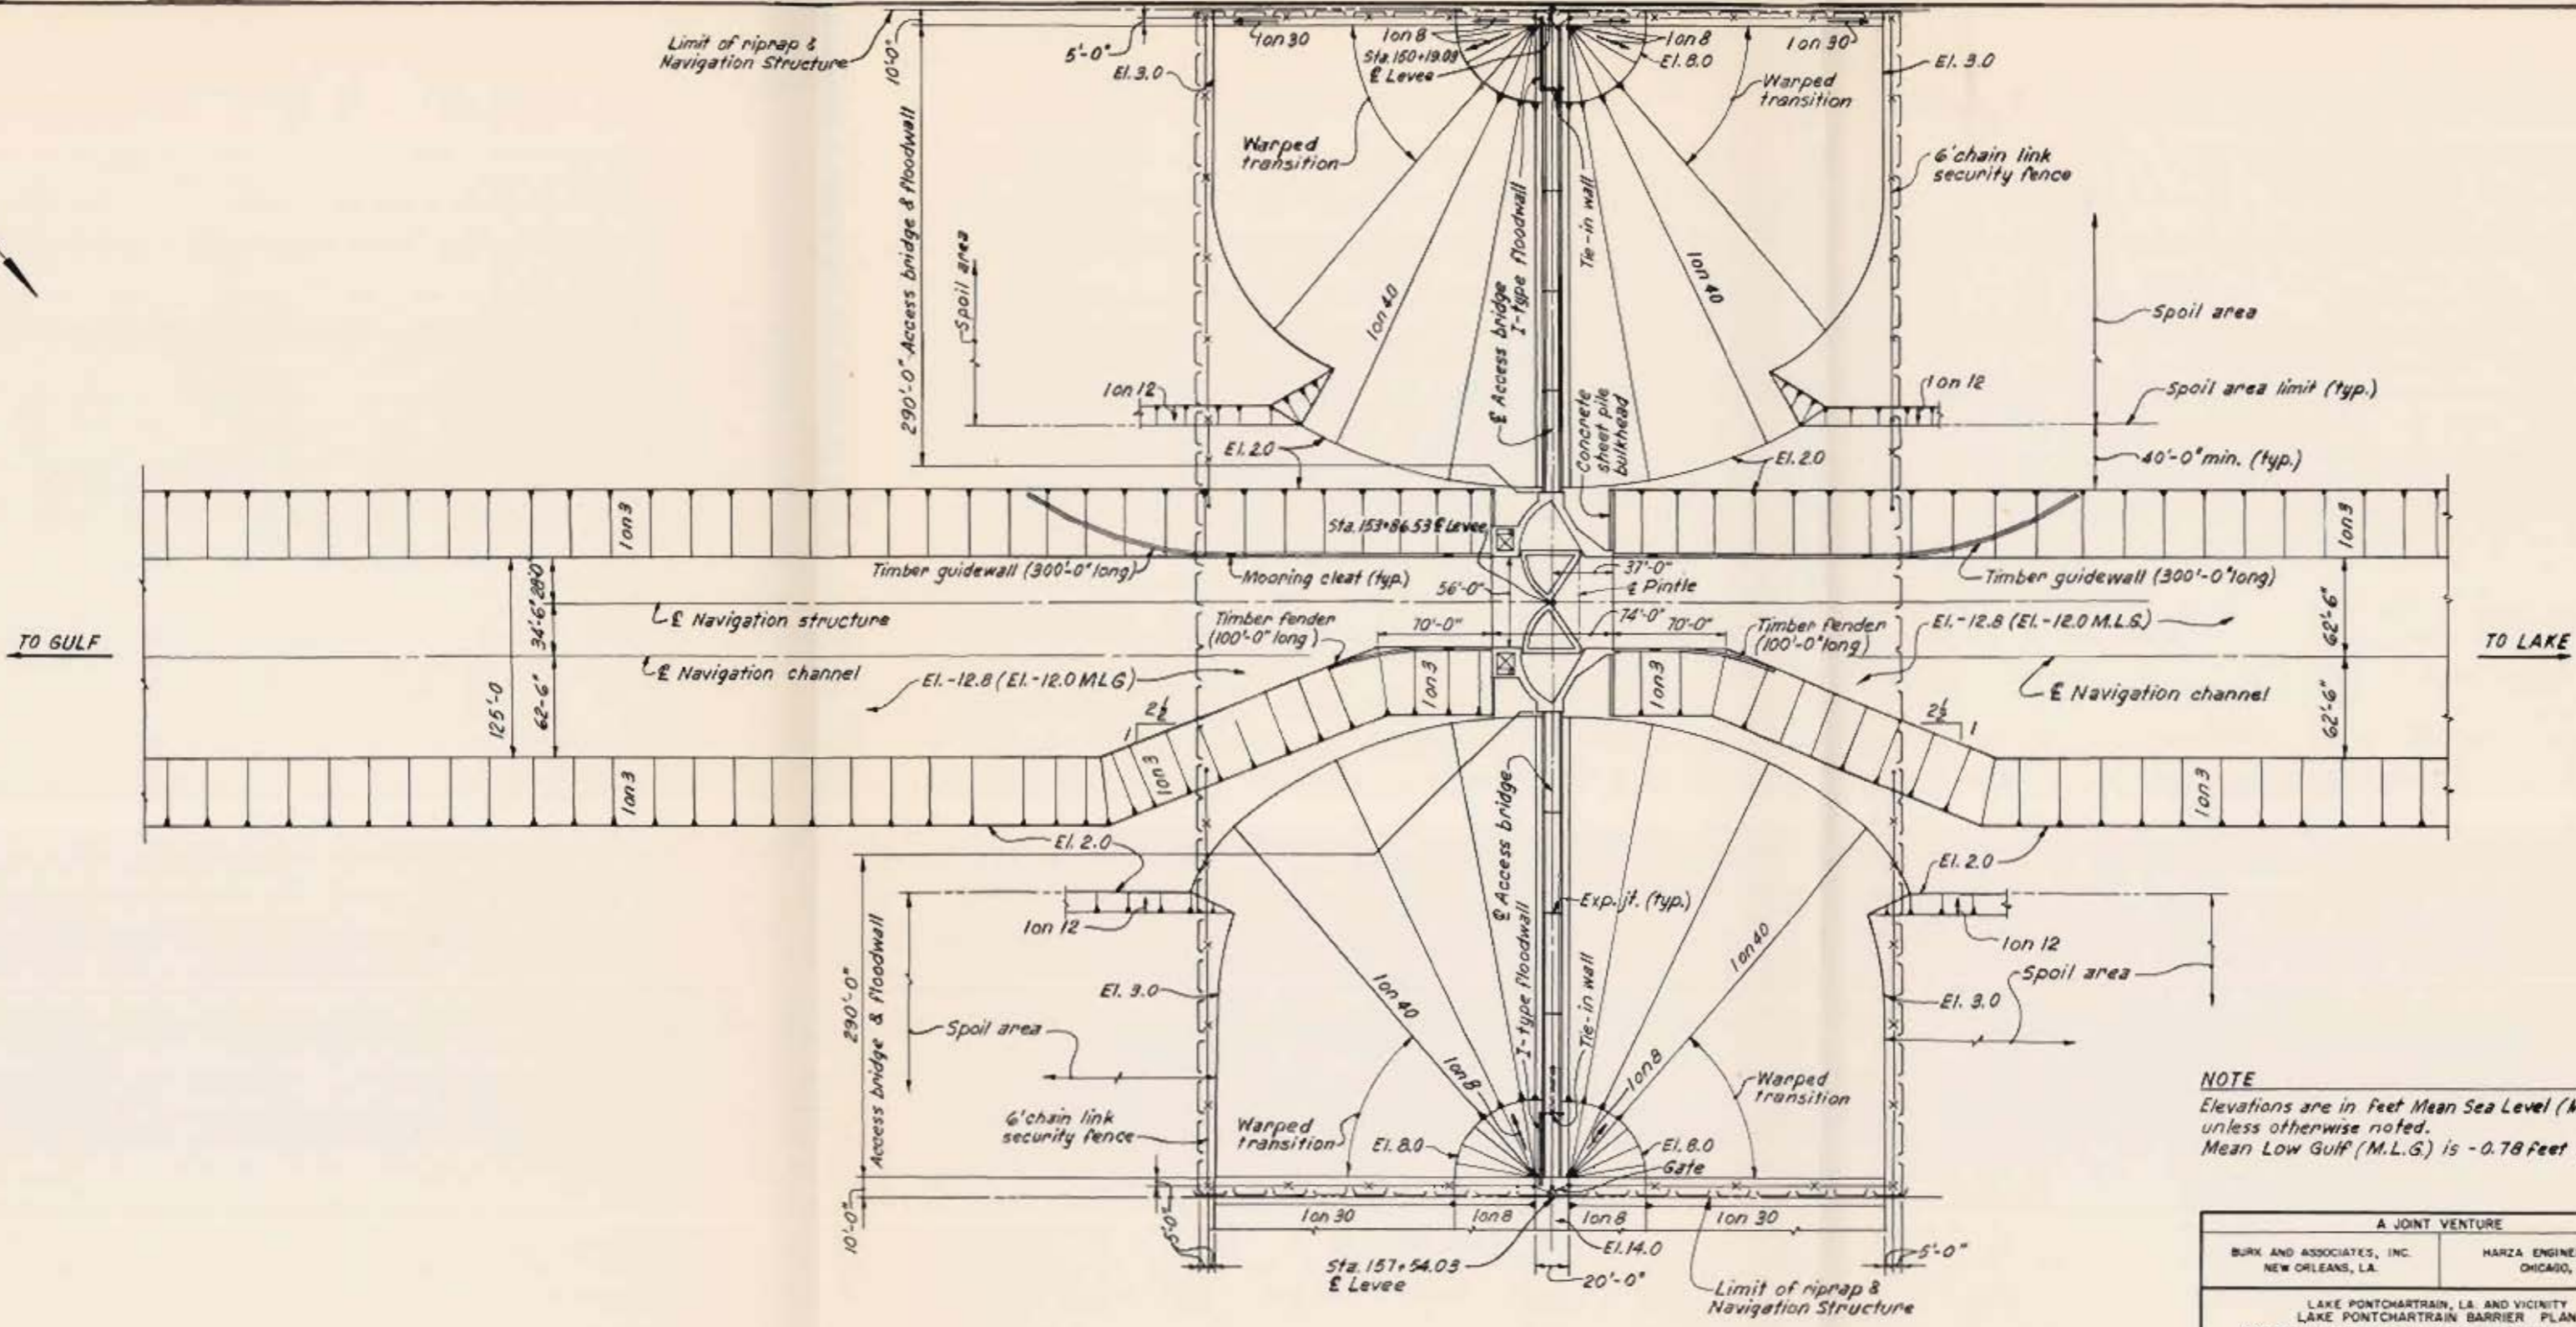 Limit of riprap &
Navigation Structure
10'-0"
5'-0"
El. 3.0
1 on 30
1 on 8
Sta. 150+19.03
℄ Levee
1 on 8
El. 8.0
1 on 30
El. 3.0
Warped
transition
Warped
transition
6' chain link
security fence
290'-0" Access bridge & floodwall
Spoil area
1 on 40
℄ Access bridge
I-type floodwall
Tie-in wall
1 on 40
Concrete
sheet pile
bulkhead
Spoil area
1 on 12
1 on 12
Spoil area limit (typ.)
El. 2.0
El. 2.0
40'-0" min. (typ.)
1 on 3
Sta. 153+86.53 ℄ Levee
1 on 3
Timber guidewall (300'-0" long)
Mooring cleat (typ.)
56'-0"
37'-0"
℄ Pintle
Timber guidewall (300'-0" long)
28'-0"
34'-6"
62'-6"
125'-0
℄ Navigation structure
Timber fender
(100'-0" long)
70'-0"
74'-0"
70'-0"
Timber fender
(100'-0" long)
El. -12.8 (El. -12.0 M.L.G.)
62'-6"
TO GULF
TO LAKE
℄ Navigation channel
El. -12.8 (El. -12.0 MLG)
1 on 3
1 on 3
℄ Navigation channel
62'-6"
2½
1
2½
1
1 on 3
1 on 3
1 on 3
El. 2.0
El. 2.0
℄ Access bridge
I-type floodwall
Exp. jt. (typ.)
Tie-in wall
1 on 12
1 on 12
290'-0"
Access bridge & floodwall
Spoil area
El. 3.0
1 on 40
1 on 40
Spoil area
El. 3.0
1 on 8
1 on 8
6' chain link
security fence
Warped
transition
El. 8.0
El. 8.0
Gate
Warped
transition
10'-0"
5'-0"
1 on 30
1 on 8
1 on 8
1 on 30
El. 14.0
5'-0"
Sta. 157+54.03
℄ Levee
20'-0"
Limit of riprap &
Navigation Structure
NOTE
Elevations are in feet Mean Sea Level (M
unless otherwise noted.
Mean Low Gulf (M.L.G.) is -0.78 feet
A JOINT VENTURE
BURK AND ASSOCIATES, INC.
NEW ORLEANS, LA.
HARZA ENGINE
CHICAGO,
LAKE PONTCHARTRAIN, LA. AND VICINITY
LAKE PONTCHARTRAIN BARRIER PLAN